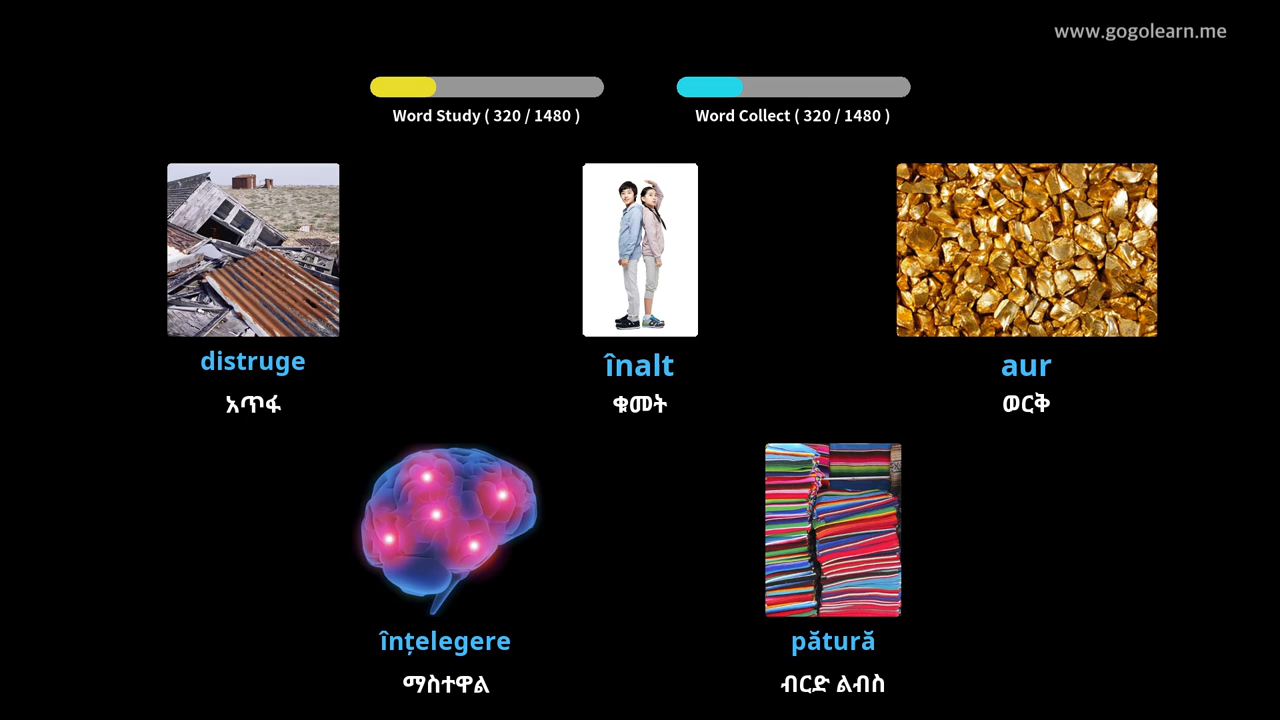 www.gogolearn.me
Word Study ( 320 / 1480 )
Word Collect ( 320 / 1480 )
distruge
አጥፋ
înalt
ቁመት
aur
ወርቅ
înțelegere
ማስተዋል
pătură
ብርድ ልብስ